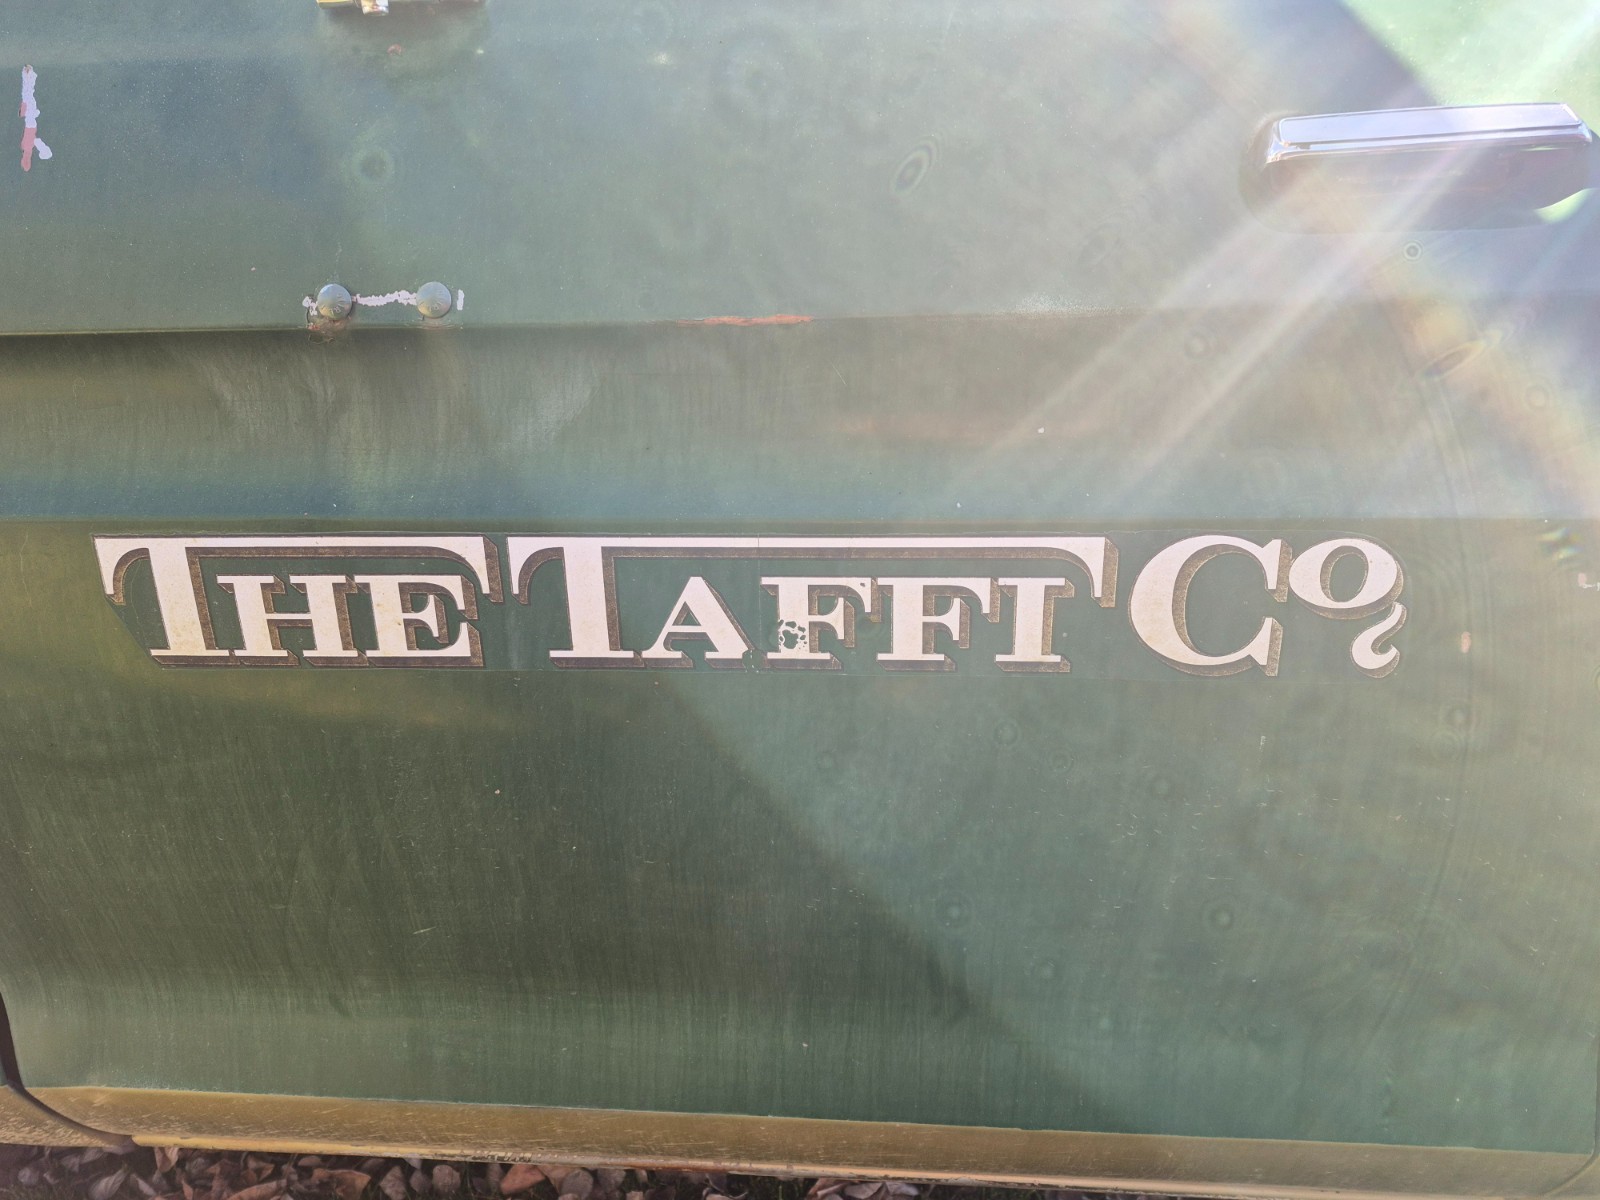 THE TAFFI Co.